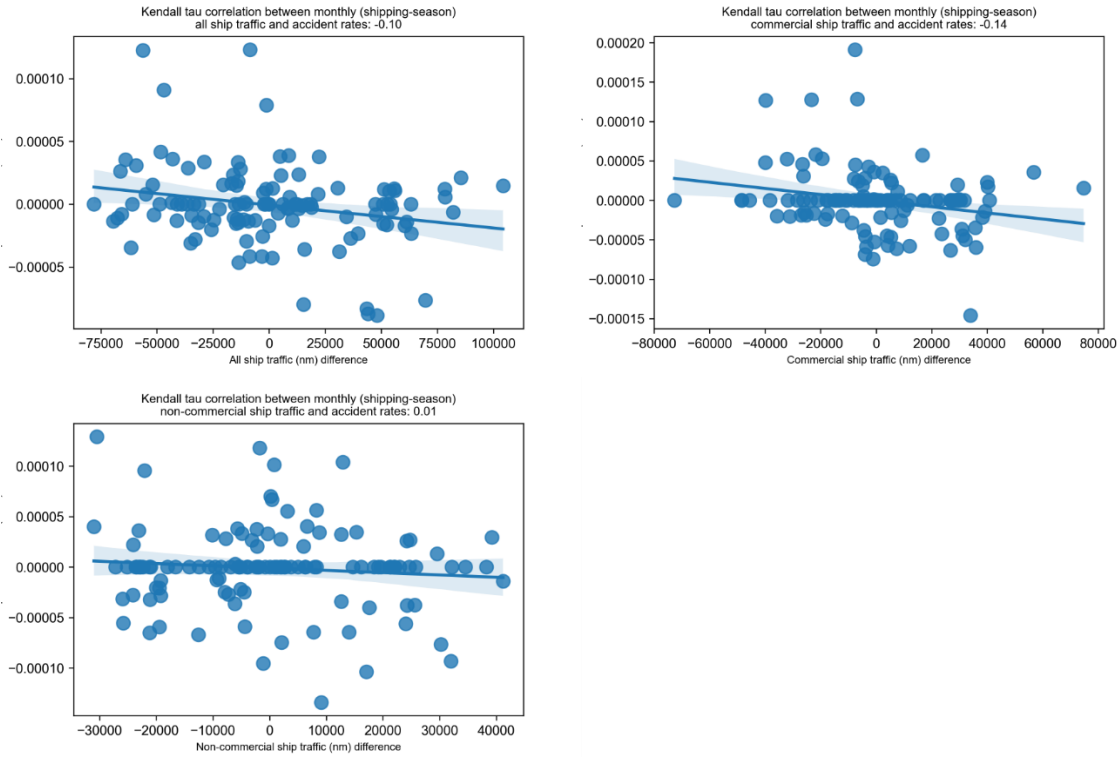 Kendall tau correlation between monthly (shipping-season)
all ship traffic and accident rates: -0.10
0.00010
0.00005
0.00000
−0.00005
−75000 −50000 −25000 0 25000 50000 75000 100000
All ship traffic (nm) difference
Kendall tau correlation between monthly (shipping-season)
commercial ship traffic and accident rates: -0.14
0.00020
0.00015
0.00010
0.00005
0.00000
−0.00005
−0.00010
−0.00015
−80000 −60000 −40000 −20000 0 20000 40000 60000 80000
Commercial ship traffic (nm) difference
Kendall tau correlation between monthly (shipping-season)
non-commercial ship traffic and accident rates: 0.01
0.00010
0.00005
0.00000
−0.00005
−0.00010
−30000 −20000 −10000 0 10000 20000 30000 40000
Non-commercial ship traffic (nm) difference